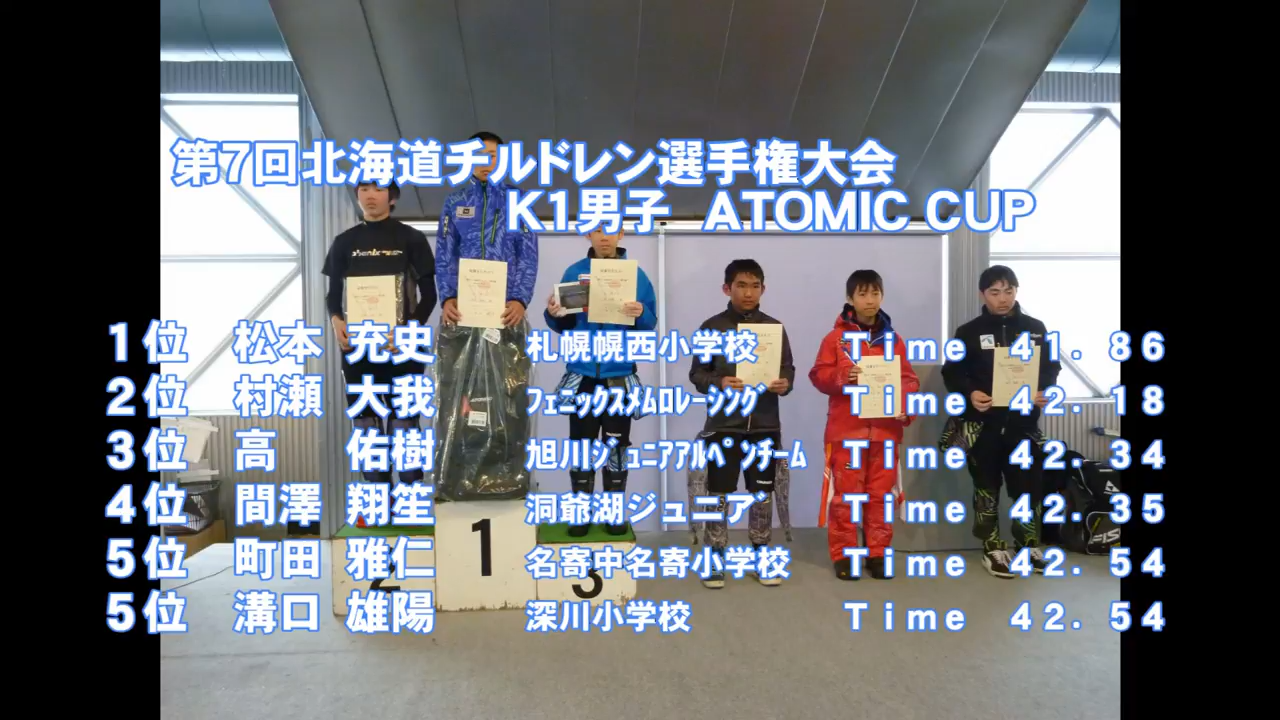 第7回北海道チルドレン選手権大会
K1男子　ATOMIC CUP
1位　松本 充史　札幌幌西小学校　Time 41.86
2位　村瀬 大我　ﾌｪﾆｯｸｽﾒﾑﾛﾚｰｼﾝｸﾞ　Time 42.18
3位　高　佑樹　旭川ｼﾞｭﾆｱｱﾙﾍﾟﾝﾁｰﾑ　Time 42.34
4位　間澤 翔笙　洞爺湖ジュニア　Time 42.35
5位　町田 雅仁　名寄中名寄小学校　Time 42.54
5位　溝口 雄陽　深川小学校　Time 42.54
phenix
1
2
3